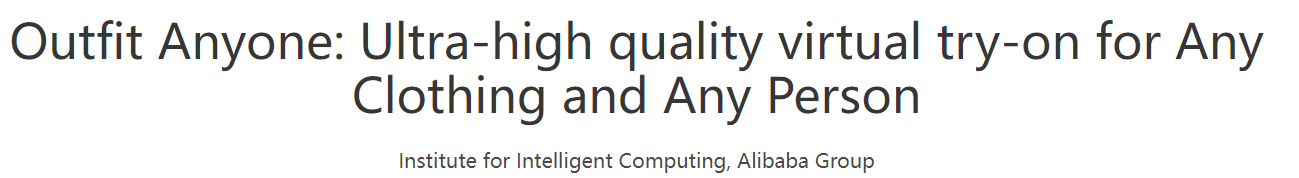 Outfit Anyone: Ultra-high quality virtual try-on for Any
Clothing and Any Person
Institute for Intelligent Computing, Alibaba Group